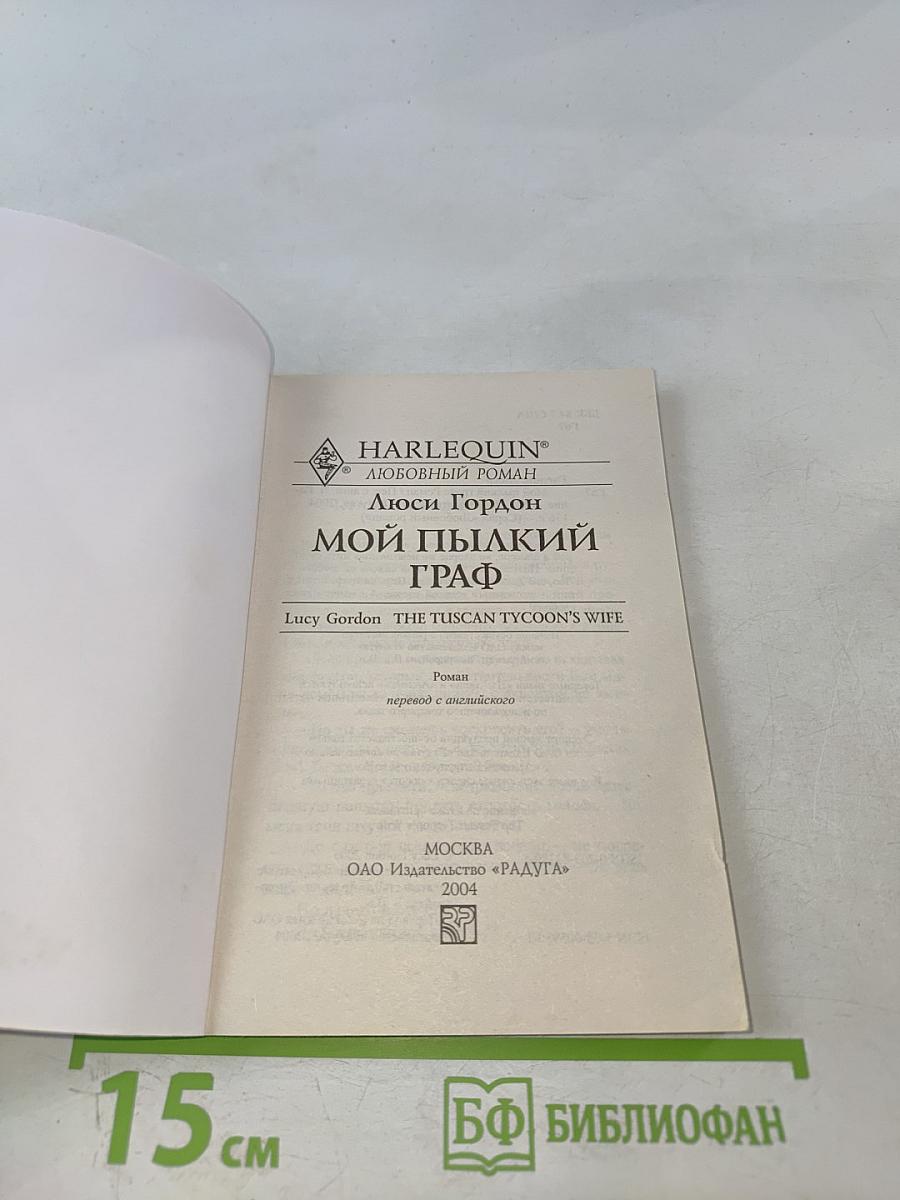 HARLEQUIN®
®
ЛЮБОВНЫЙ РОМАН
Люси Гордон
МОЙ ПЫЛКИЙ
ГРАФ
Lucy Gordon THE TUSCAN TYCOON'S WIFE
Роман
перевод с английского
МОСКВА
ОАО Издательство «РАДУГА»
2004
15 см
БФ БИБЛИОФАН